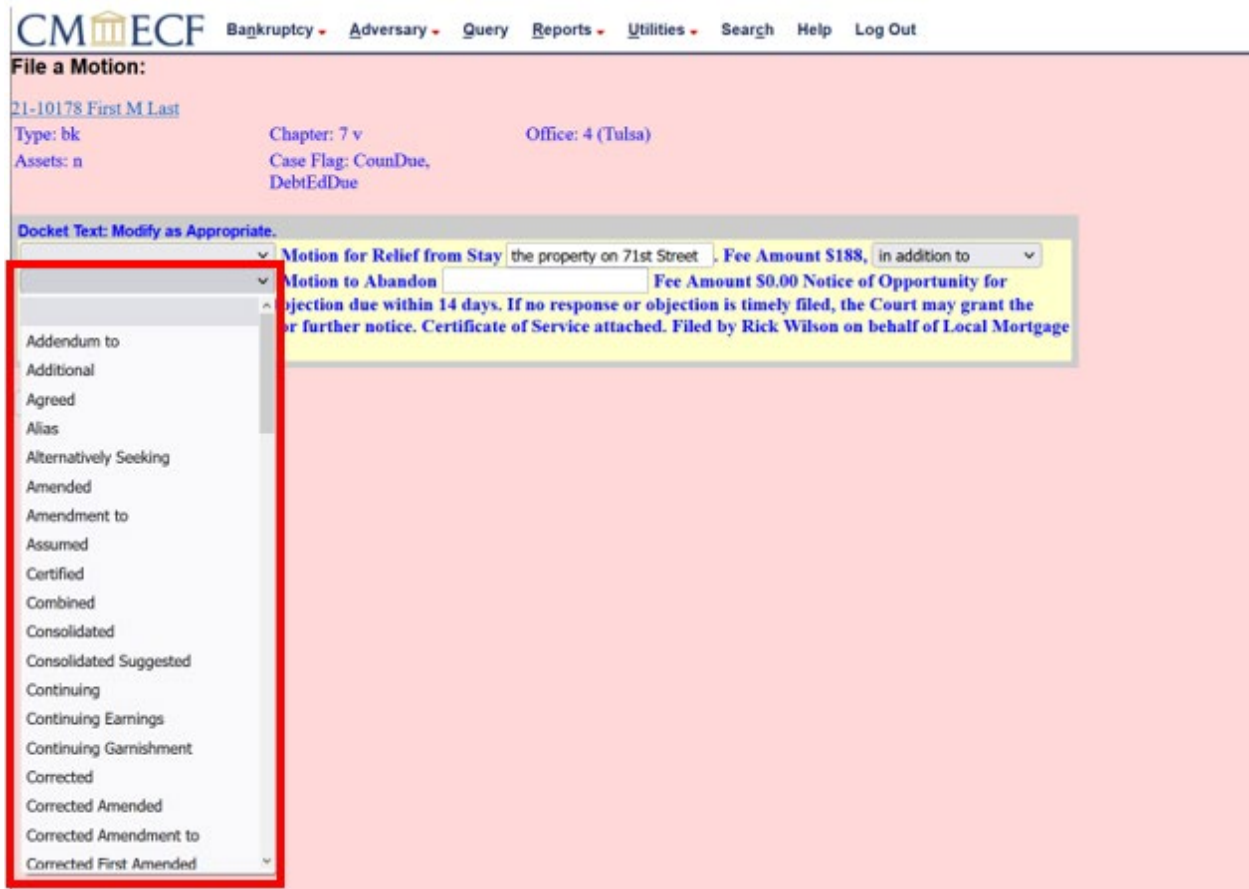 CM ECF Bankruptcy Adversary Query Reports Utilities Search Help Log Out
File a Motion:
21-10178 First M Last
Type: bk Chapter: 7 v Office: 4 (Tulsa)
Assets: n Case Flag: CounDue,
DebtEdDue
Docket Text: Modify as Appropriate.
Motion for Relief from Stay the property on 71st Street . Fee Amount $188, in addition to
Motion to Abandon Fee Amount $0.00 Notice of Opportunity for
bjection due within 14 days. If no response or objection is timely filed, the Court may grant the
or further notice. Certificate of Service attached. Filed by Rick Wilson on behalf of Local Mortgage
Addendum to
Additional
Agreed
Alias
Alternatively Seeking
Amended
Amendment to
Assumed
Certified
Combined
Consolidated
Consolidated Suggested
Continuing
Continuing Earnings
Continuing Garnishment
Corrected
Corrected Amended
Corrected Amendment to
Corrected First Amended